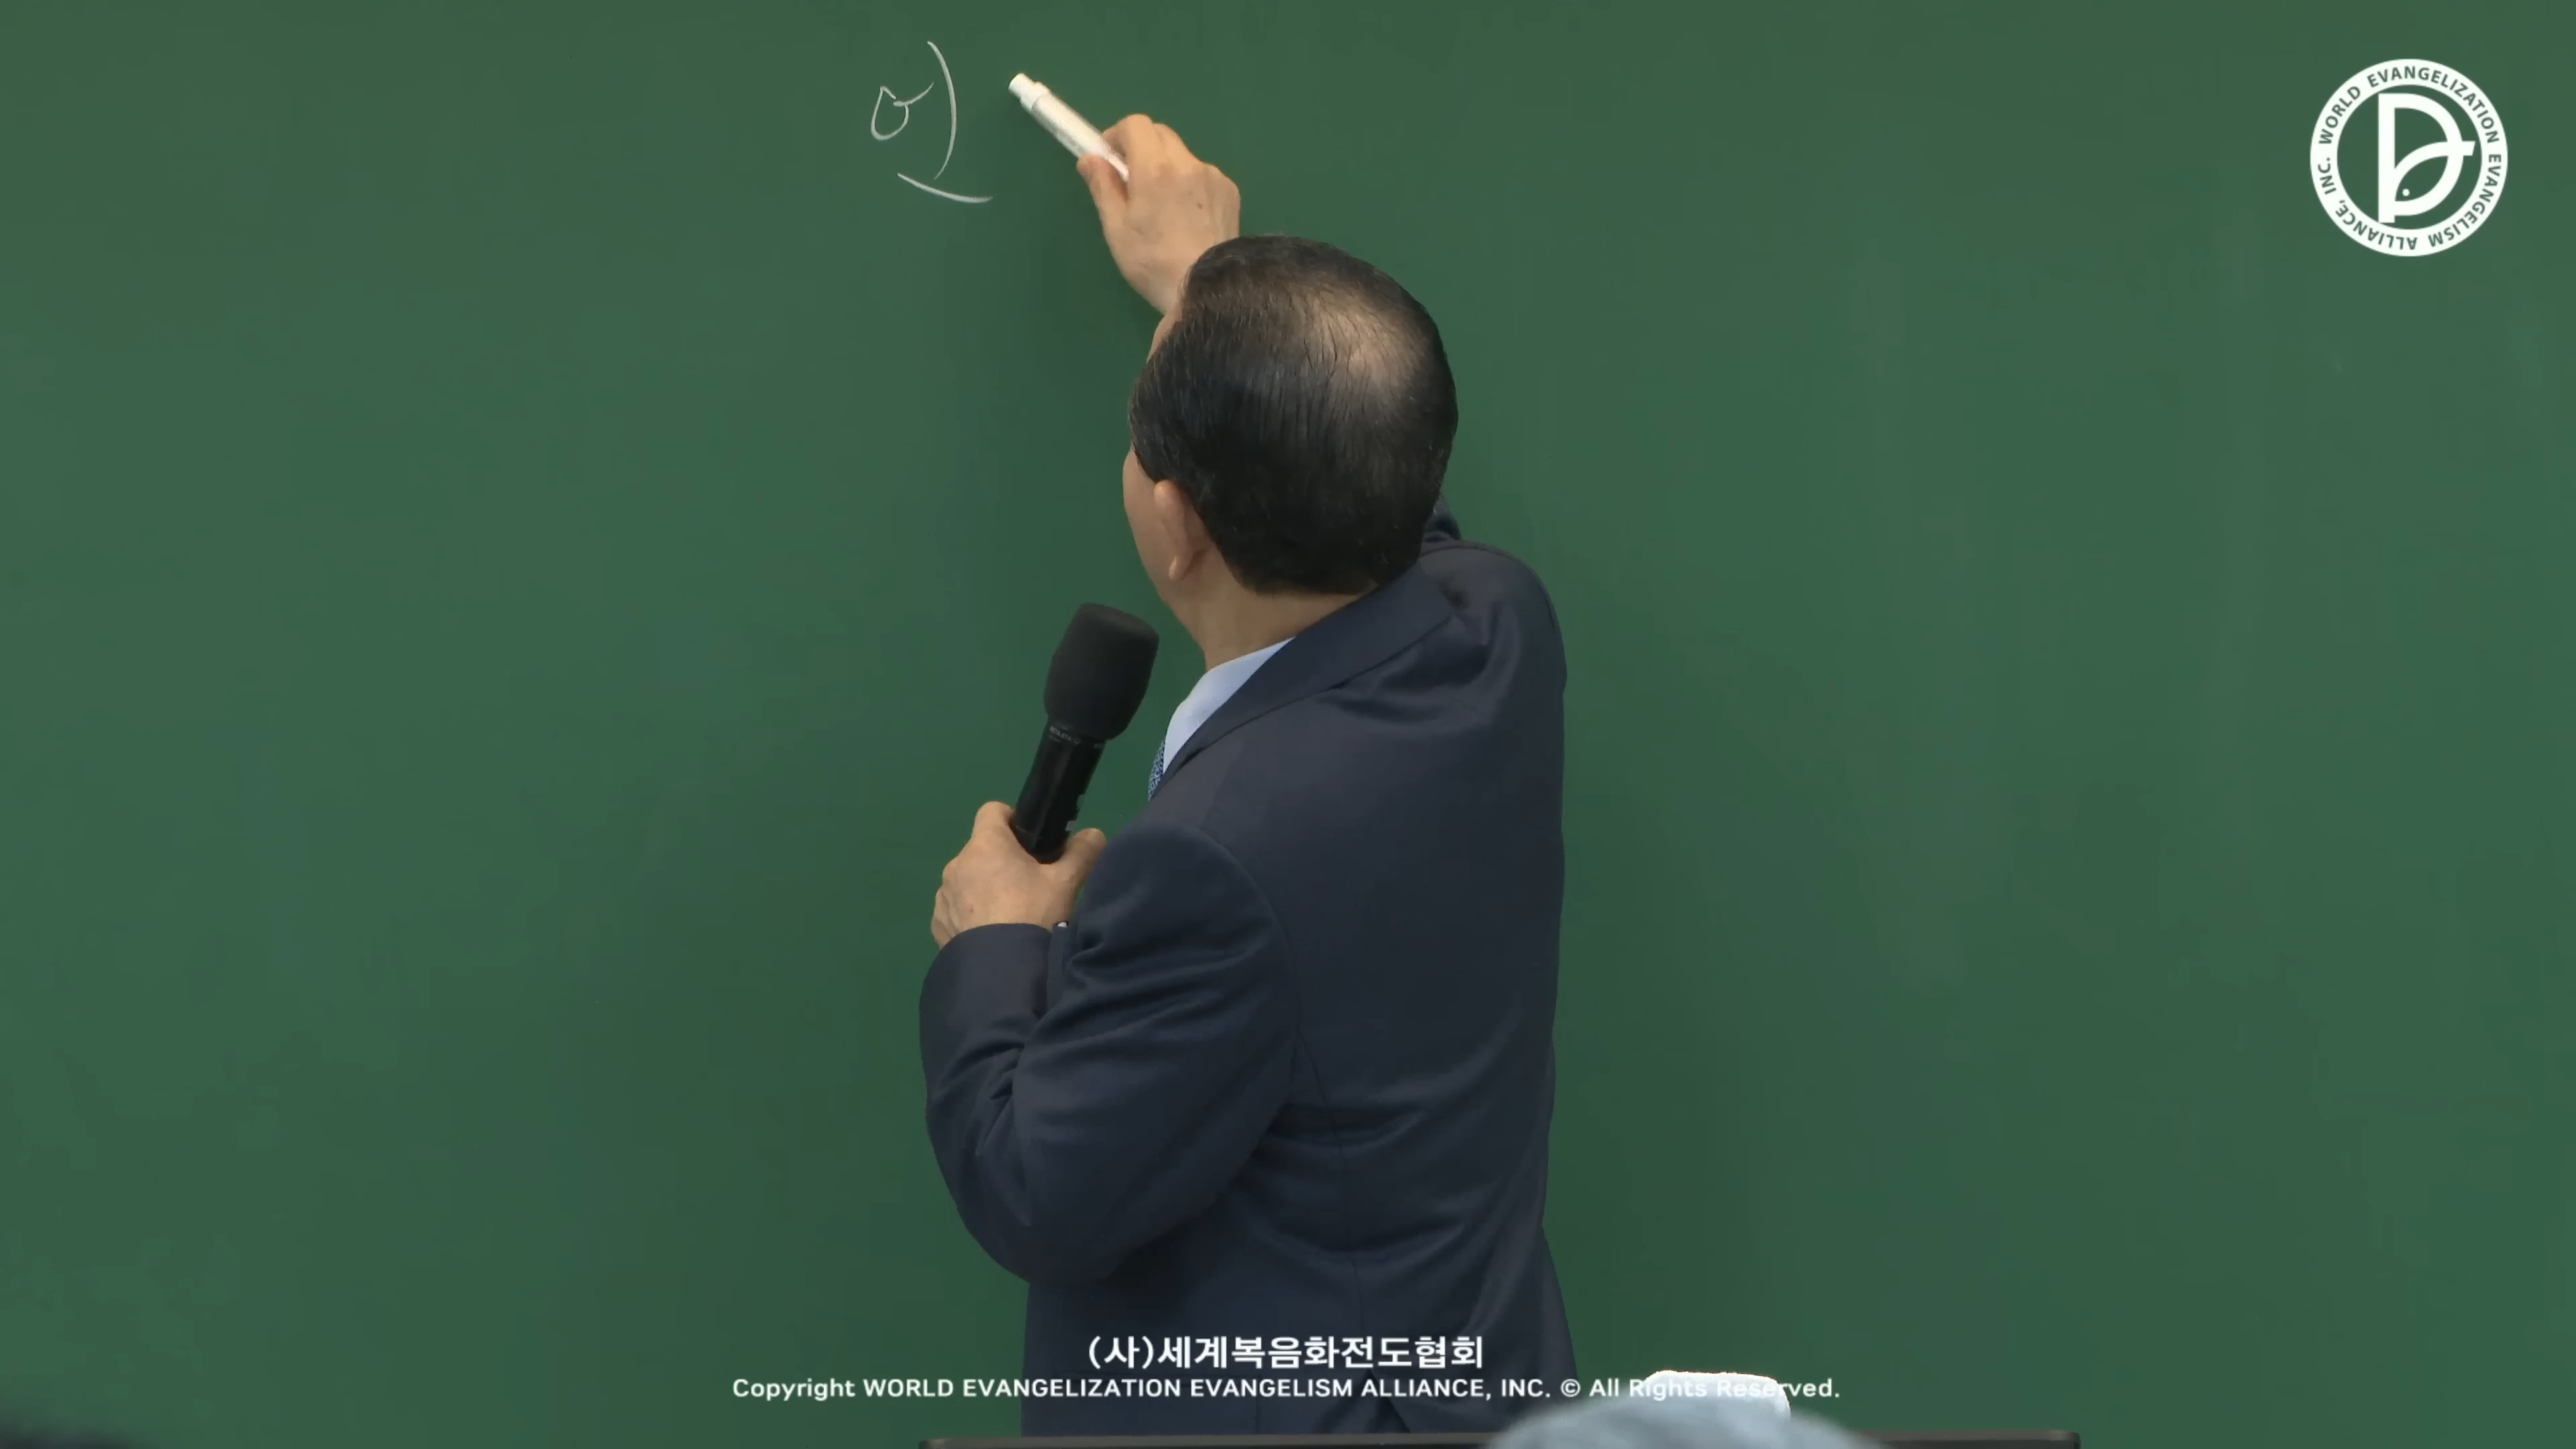 WORLD EVANGELIZATION EVANGELISM ALLIANCE, INC.
(사)세계복음화전도협회
Copyright WORLD EVANGELIZATION EVANGELISM ALLIANCE, INC. © All Rights Reserved.